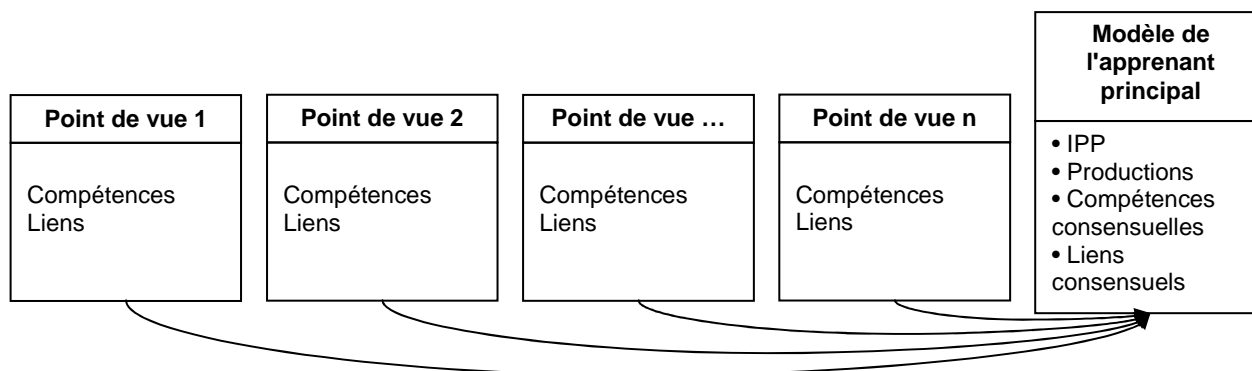 Point de vue 1
Compétences
Liens
Point de vue 2
Compétences
Liens
Point de vue …
Compétences
Liens
Point de vue n
Compétences
Liens
Modèle de
l'apprenant
principal
• IPP
• Productions
• Compétences
consensuelles
• Liens
consensuels